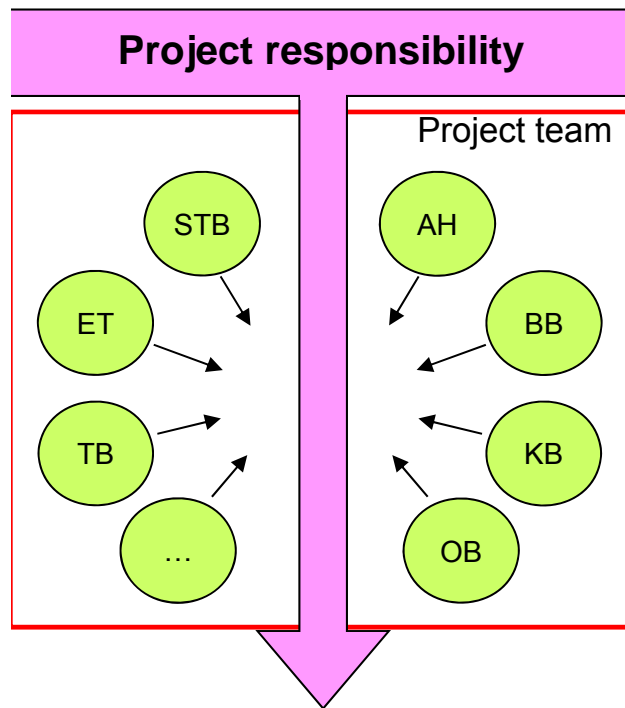 Project responsibility
Project team
STB
AH
ET
BB
TB
KB
…
OB